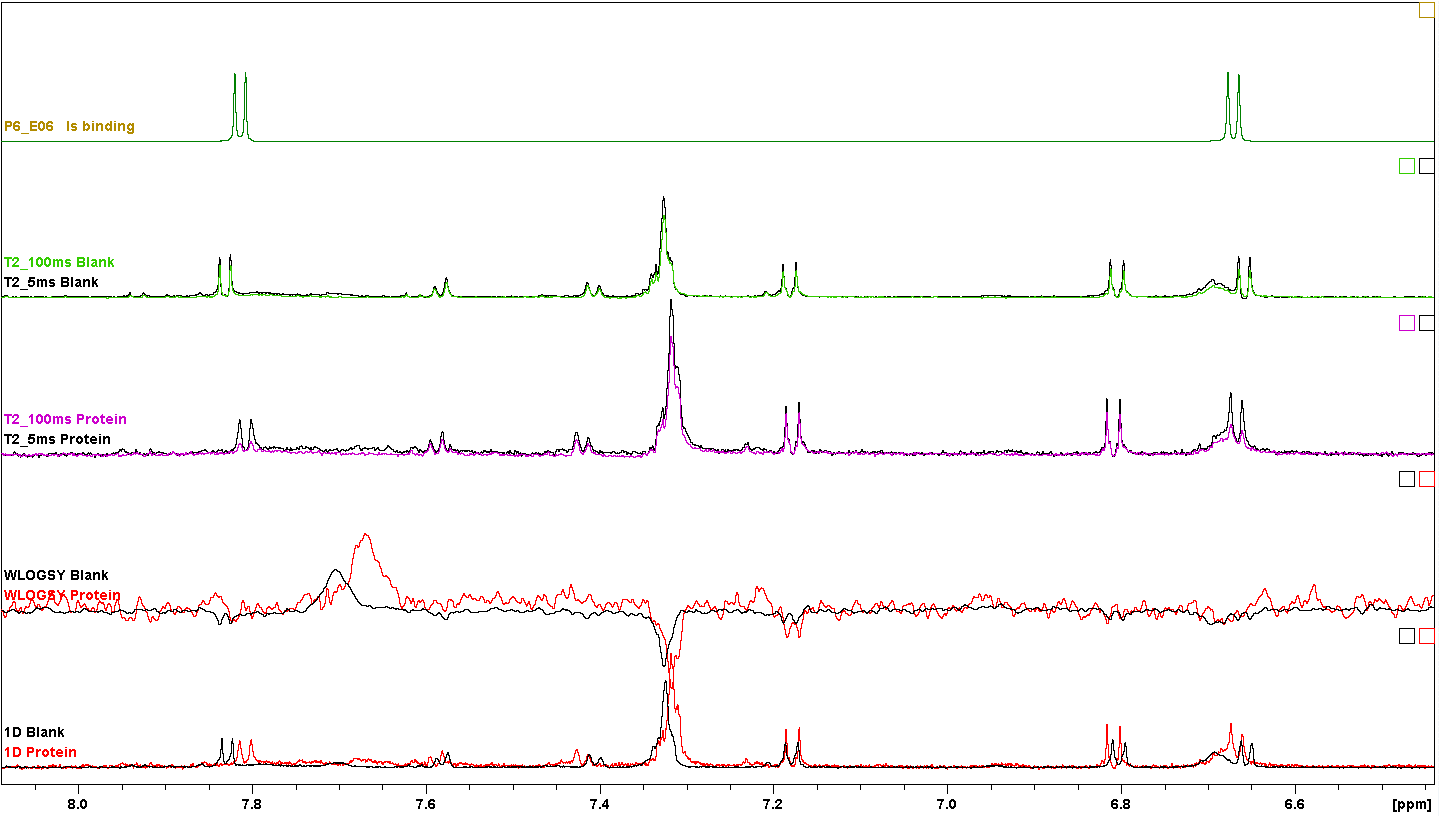 P6_E06 Is binding
T2_100ms Blank
T2_5ms Blank
T2_100ms Protein
T2_5ms Protein
WLOGSY Blank
WLOGSY Protein
1D Blank
1D Protein
8.0 7.8 7.6 7.4 7.2 7.0 6.8 6.6 [ppm]